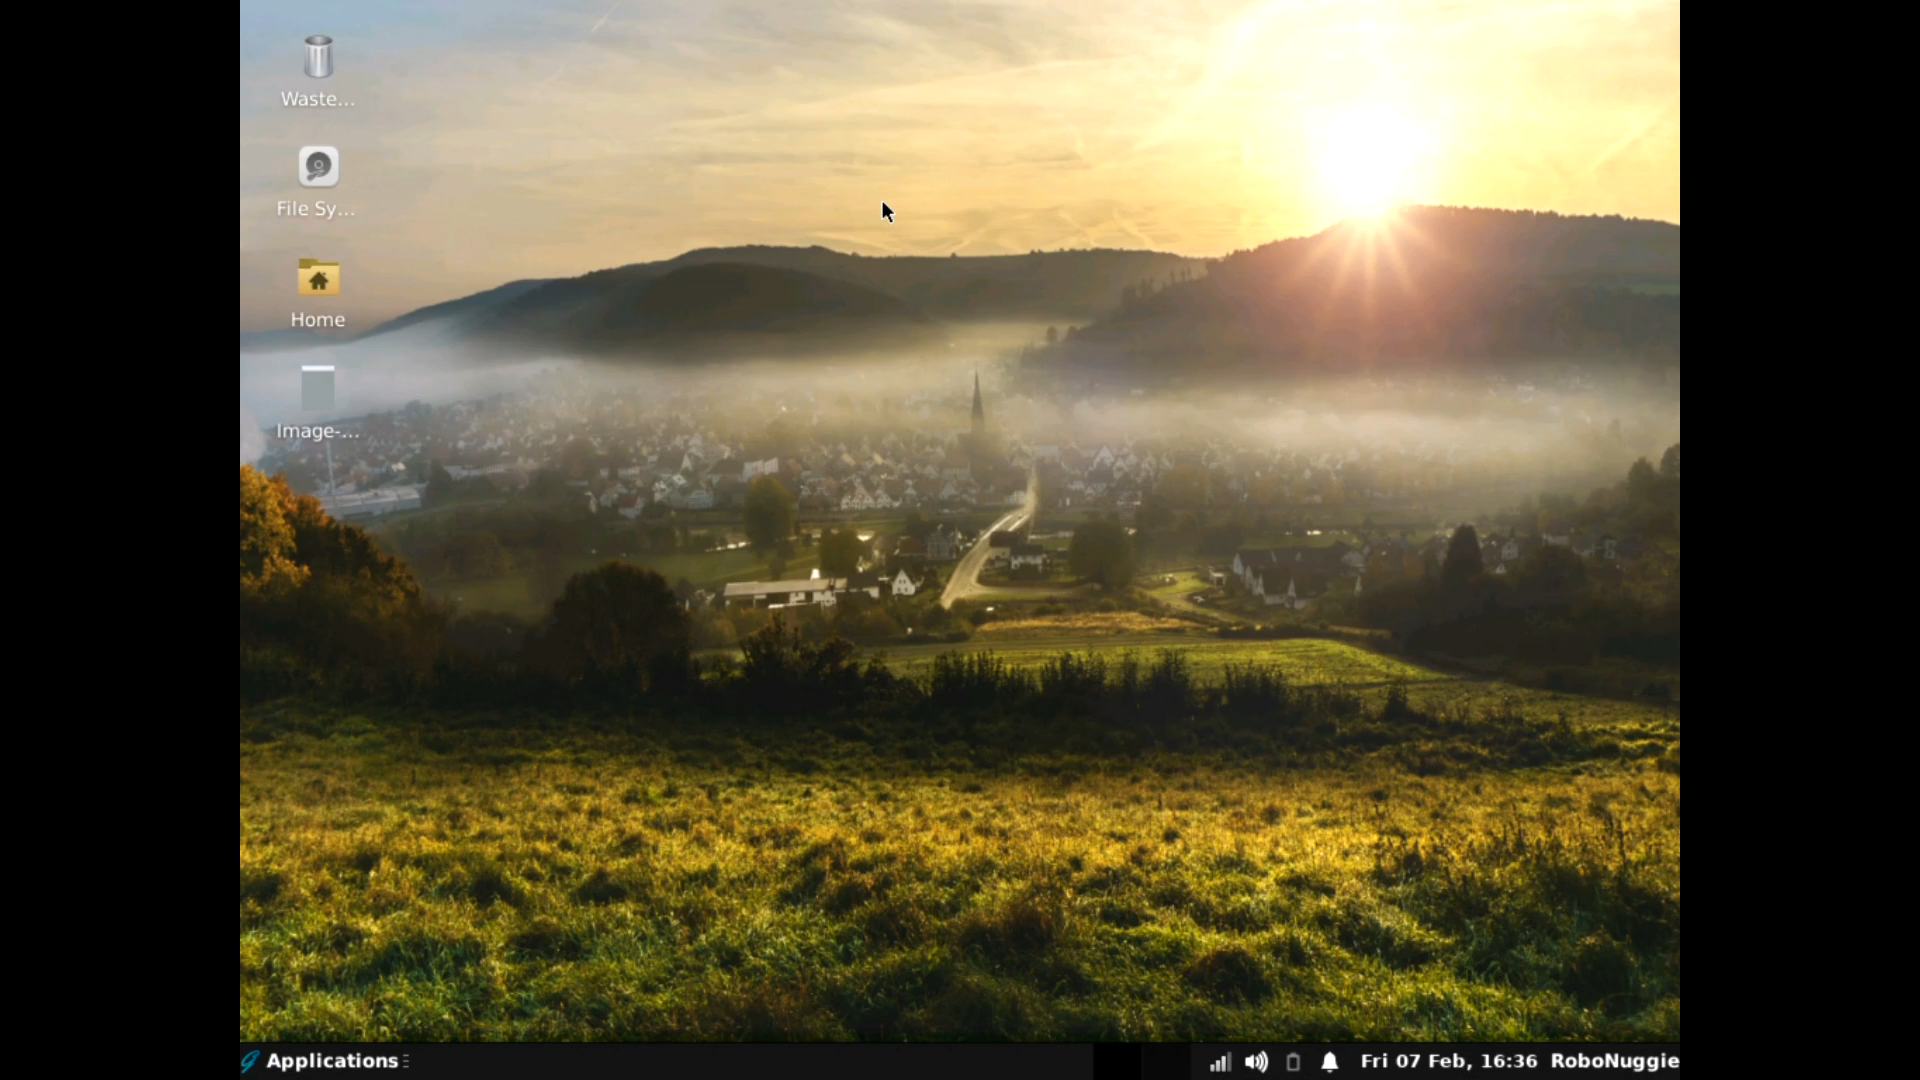 Waste...
File Sy...
Home
Image-...
Applications
Fri 07 Feb, 16:36 RoboNuggie